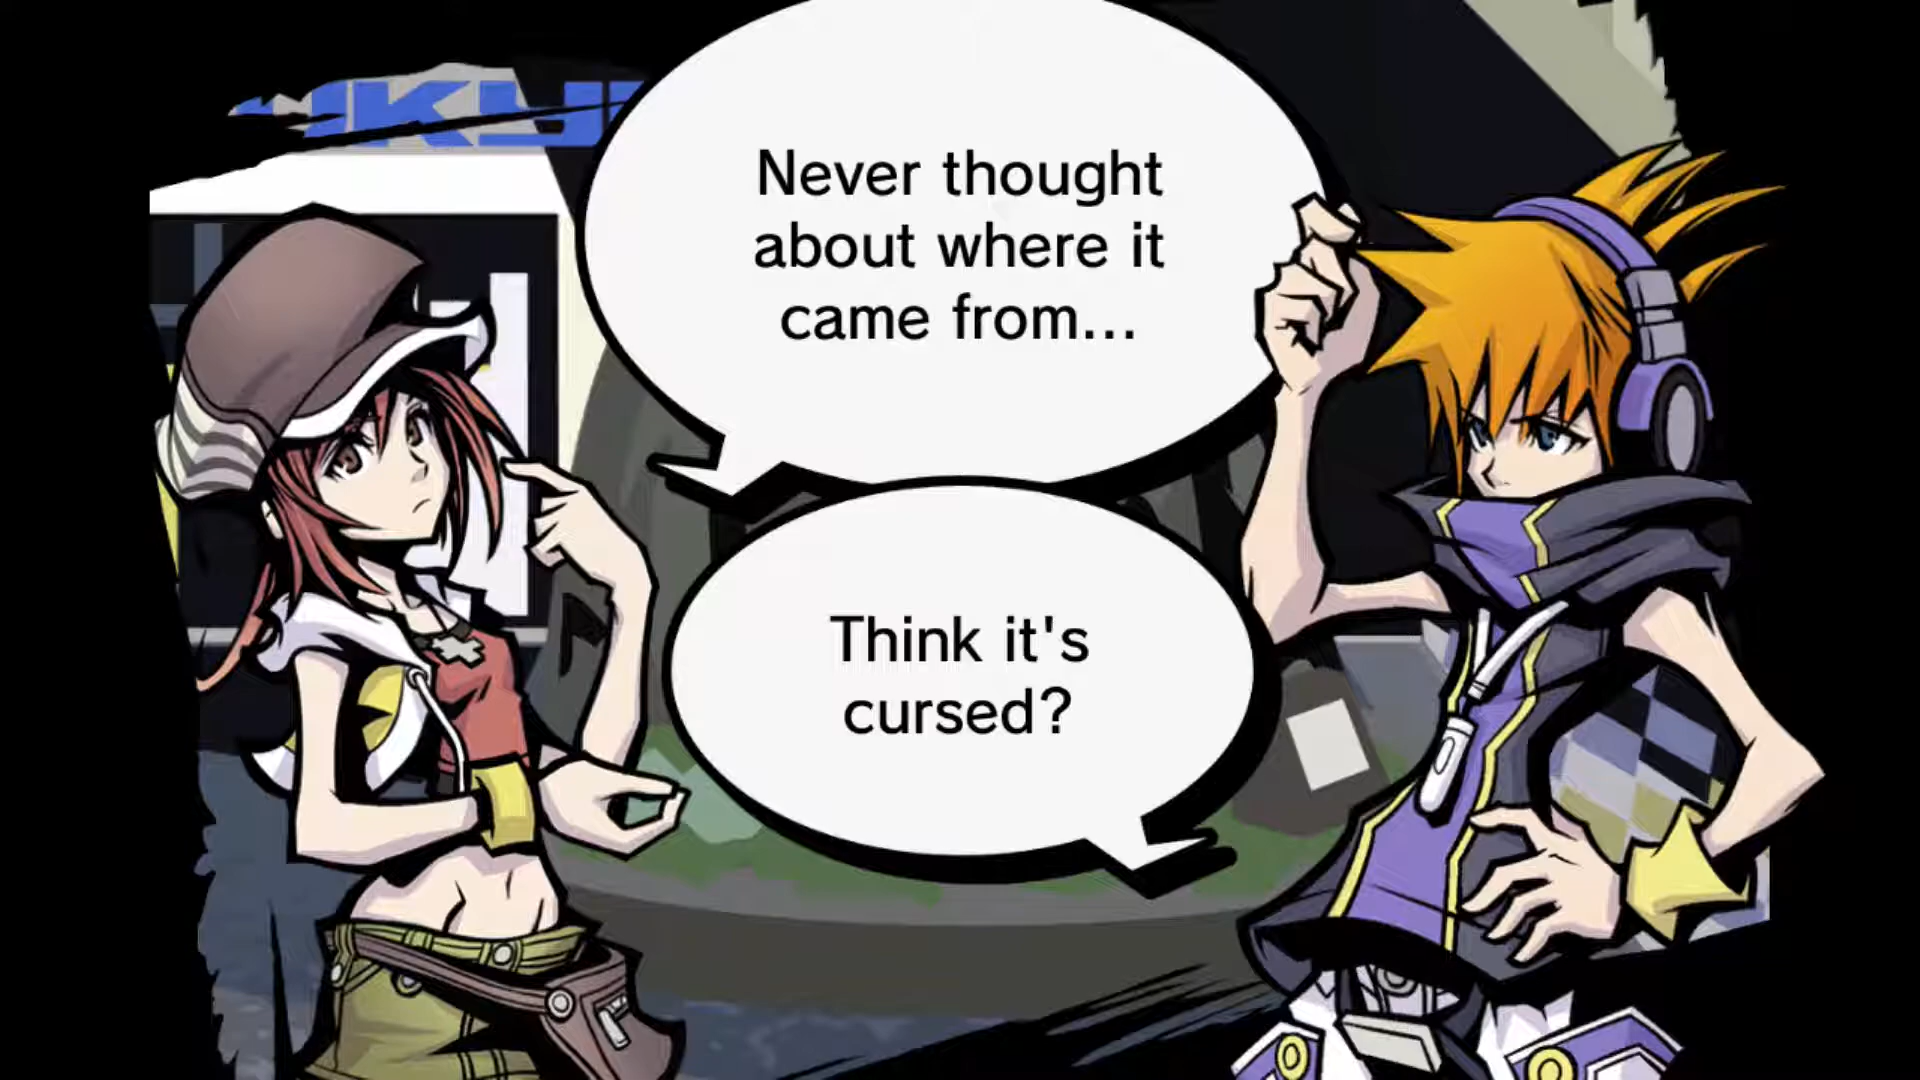 Never thought
about where it
came from...
Think it's
cursed?